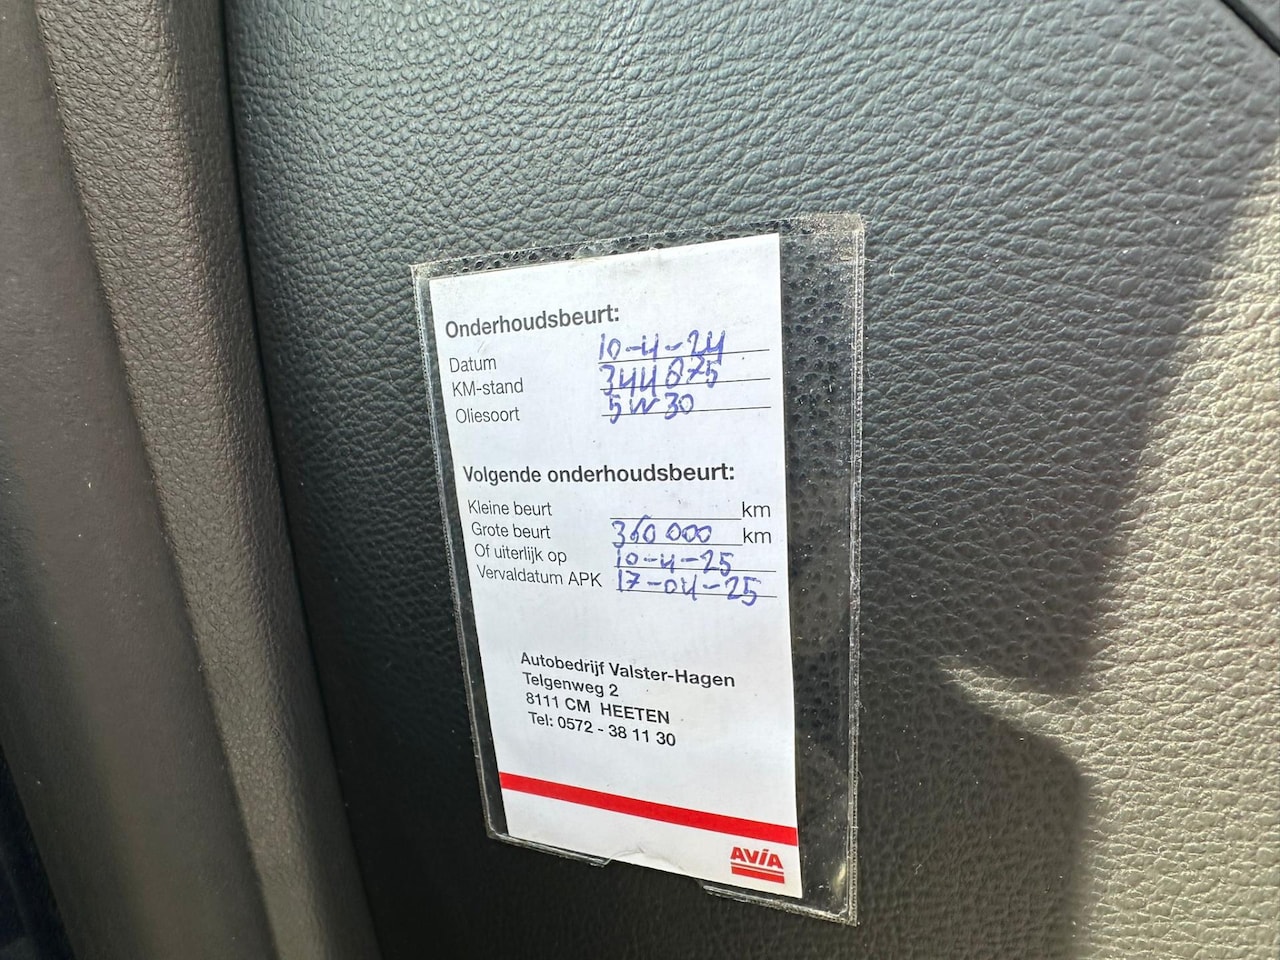 Onderhoudsbeurt:
Datum 10-4-24
KM-stand 344875
Oliesoort 5W30
Volgende onderhoudsbeurt:
Kleine beurt km
Grote beurt 360000 km
Of uiterlijk op 10-4-25
Vervaldatum APK 17-04-25
Autobedrijf Valster-Hagen
Telgenweg 2
8111 CM HEETEN
Tel: 0572 - 38 11 30
AVIA